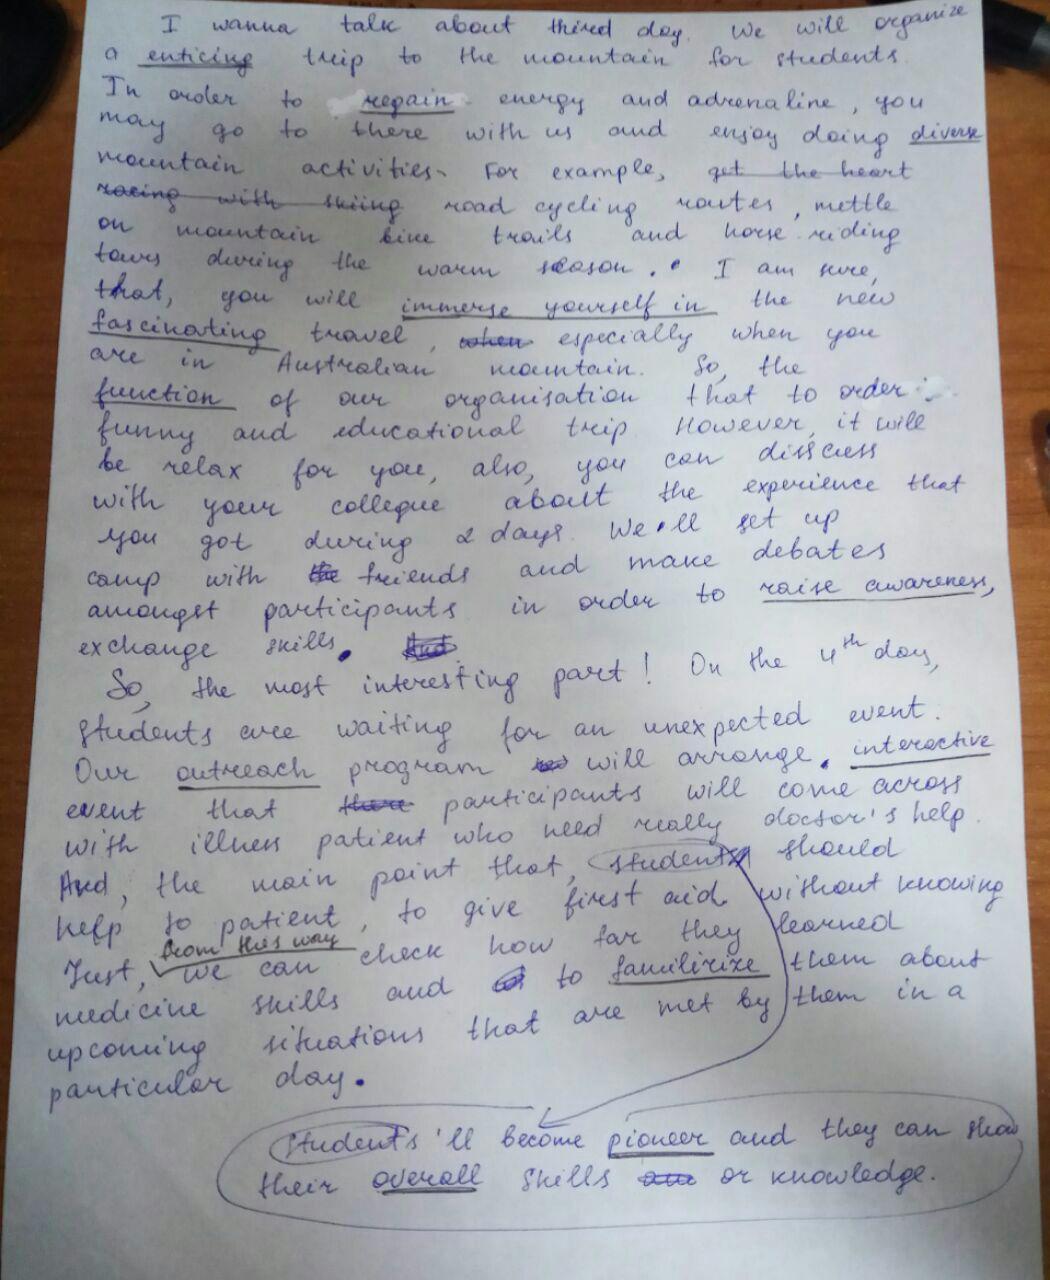 I wanna talk about third day. We will organize
a enticing trip to the mountain for students.
In order to regain energy and adrenaline, you
may go to there with us and enjoy doing diverse
mountain activities. For example, get the heart
racing with skiing road cycling routes, mettle
on mountain bike trails and horse riding
tours during the warm season. I am sure,
that, you will immerse yourself in the new
fascinating travel, when especially when you
are in Australian mountain. So, the
function of our organisation that to order
funny and educational trip. However, it will
be relax for you, also, you can disscuss
with your collegue about the experience that
you got during 2 days. We'll set up
camp with the friends and make debates
amongst participants in order to raise awareness,
exchange skills.
So, the most interesting part! On the 4th day,
students are waiting for an unexpected event.
Our outreach program will arrange interactive
event that there participants will come across
with illness patient who need really doctor's help.
And, the main point that, students should
help to patient, to give first aid without knowing
from this way
Just, we can check how far they learned
medicine skills and to familirize them about
upcoming situations that are met by them in a
particular day.
Students'll become pioneer and they can show
their overall skills or knowledge.